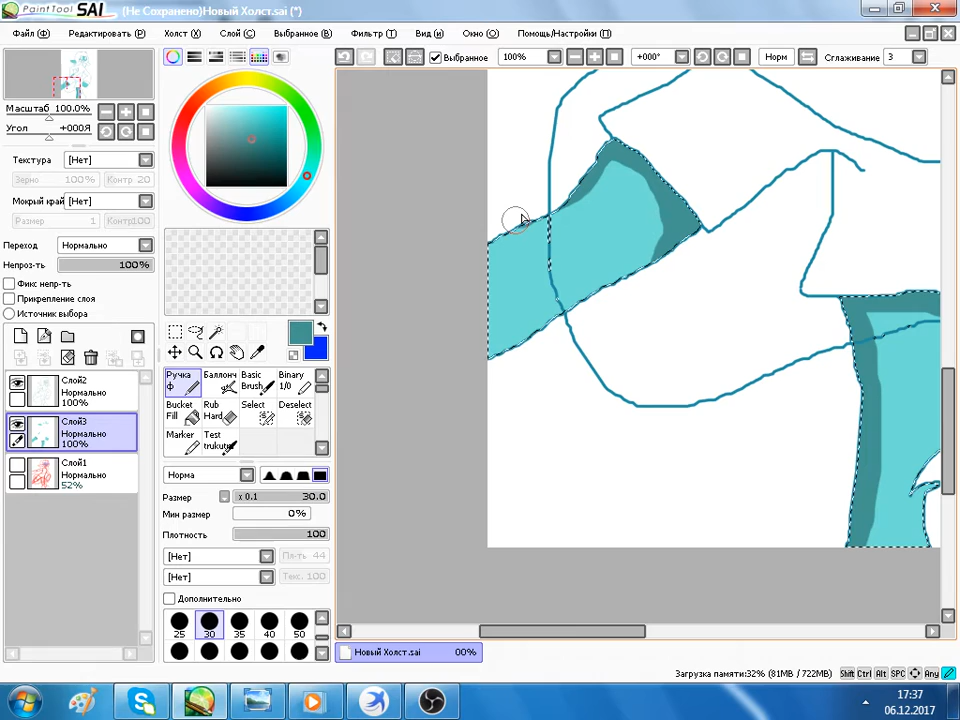 PaintTool SAI (Не Сохранено)Новый Холст.sai (*)
Файл (Ф) Редактировать (Р) Холст (Х) Слой (С) Выбранное (В) Фильтр (Т) Вид (И) Окно (О) Помощь/Настройки (П)
Выбранное 100% +000° Норм Сглаживание 3
Масштаб 100.0%
Угол +000Я
Текстура [Нет]
Зерно 100% Контр 20
Мокрый край [Нет]
Размер 1 Контр 100
Переход Нормально
Непроз-ть 100%
Фикс непр-ть
Прикрепление слоя
Источник выбора
Слой2
Нормально
100%
Слой3
Нормально
100%
Слой1
Нормально
52%
Ручка ф
Баллонч
Basic Brush
Binary 1/0
Bucket Fill
Rub Hard
Select
Deselect
Marker
Test trukutuk
Норма
Размер x 0.1 30.0
Мин размер 0%
Плотность 100
[Нет] Пл-ть 44
[Нет] Текс. 100
Дополнительно
25 30 35 40 50
Новый Холст.sai 00%
Загрузка памяти:32% (81MB / 722MB) Shift Ctrl Alt SPC Any
17:37
06.12.2017